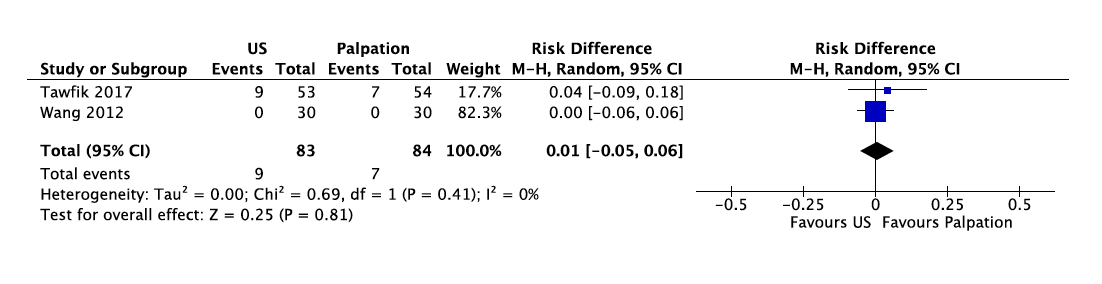 US Palpation Risk Difference Risk Difference
Study or Subgroup Events Total Events Total Weight M-H, Random, 95% CI M-H, Random, 95% CI
Tawfik 2017 9 53 7 54 17.7% 0.04 [-0.09, 0.18]
Wang 2012 0 30 0 30 82.3% 0.00 [-0.06, 0.06]
Total (95% CI) 83 84 100.0% 0.01 [-0.05, 0.06]
Total events 9 7
Heterogeneity: Tau² = 0.00; Chi² = 0.69, df = 1 (P = 0.41); I² = 0%
Test for overall effect: Z = 0.25 (P = 0.81)
-0.5 -0.25 0 0.25 0.5
Favours US Favours Palpation